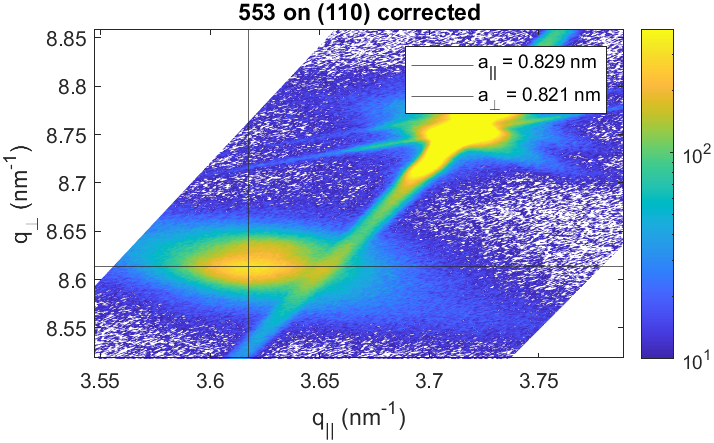 553 on (110) corrected
8.85
8.8
8.75
8.7
8.65
8.6
8.55
q⊥ (nm⁻¹)
a|| = 0.829 nm
a⊥ = 0.821 nm
10²
10¹
3.55 3.6 3.65 3.7 3.75
q|| (nm⁻¹)